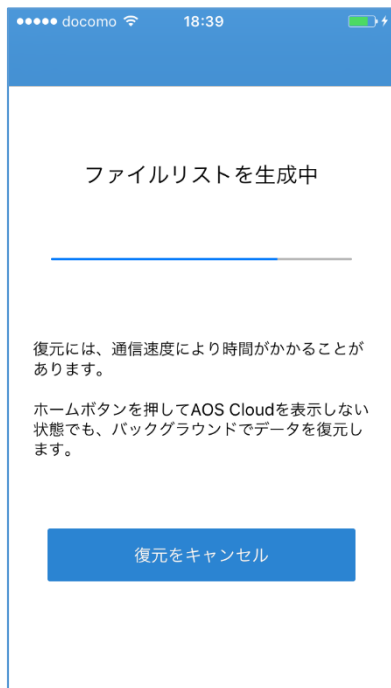 docomo 18:39
ファイルリストを生成中
復元には、通信速度により時間がかかることが
あります。
ホームボタンを押してAOS Cloudを表示しない
状態でも、バックグラウンドでデータを復元し
ます。
復元をキャンセル